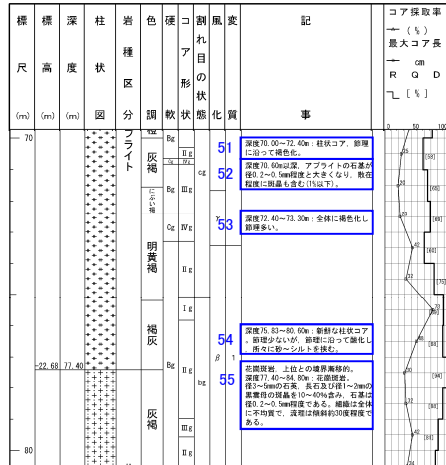 標尺 (m)
標高 (m)
深度 (m)
柱状図
岩種区分
色調
硬軟
コア形状
割れ目の状態
風化
変質
記事
コア採取率
(%)
最大コア長
cm
R Q D
[%]
0 50 100
70
80
-22.68 77.40
プライト
灰褐
にぶい褐
明黄褐
褐灰
灰褐
Bg
Cg
Bg
Cg
Bg
Ⅱg
Ⅳg
Ⅲg
Ⅳg
Ⅱg
Ⅰg
Ⅱg
Ⅲg
Ⅱg
cg
bg
γ
β
1
51
深度70.00~72.40m:柱状コア、節理
に沿って褐色化。
52
深度70.60m以深、アプライトの石基が
径0.2~0.5mm程度と大きくなり、散在
程度に斑晶も含む(1%以下)。
53
深度72.40~73.30m:全体に褐色化し
節理多い。
54
深度75.83~80.60m:新鮮な柱状コア
。節理少ないが、節理に沿って酸化し
、所々に砂~シルトを挟む。
55
花崗斑岩、上位との境界漸移的。
深度77.40~84.80m:花崗斑岩。
径3~5mmの石英、長石及び径1~2mmの
黒雲母の斑晶を10~40%含み、石基は
径0.2~0.5mm程度である。組織は全体
に不均質で、流理は傾斜約30度程度で
ある。